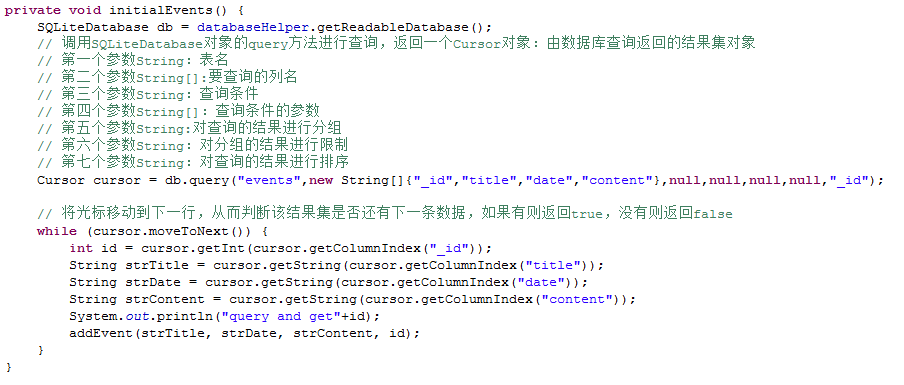 private void initialEvents() {
    SQLiteDatabase db = databaseHelper.getReadableDatabase();
    // 调用SQLiteDatabase对象的query方法进行查询，返回一个Cursor对象：由数据库查询返回的结果集对象
    // 第一个参数String：表名
    // 第二个参数String[]:要查询的列名
    // 第三个参数String：查询条件
    // 第四个参数String[]：查询条件的参数
    // 第五个参数String:对查询的结果进行分组
    // 第六个参数String：对分组的结果进行限制
    // 第七个参数String：对查询的结果进行排序
    Cursor cursor = db.query("events",new String[]{"_id","title","date","content"},null,null,null,null,"_id");
    // 将光标移动到下一行，从而判断该结果集是否还有下一条数据，如果有则返回true，没有则返回false
    while (cursor.moveToNext()) {
        int id = cursor.getInt(cursor.getColumnIndex("_id"));
        String strTitle = cursor.getString(cursor.getColumnIndex("title"));
        String strDate = cursor.getString(cursor.getColumnIndex("date"));
        String strContent = cursor.getString(cursor.getColumnIndex("content"));
        System.out.println("query and get"+id);
        addEvent(strTitle, strDate, strContent, id);
    }
}